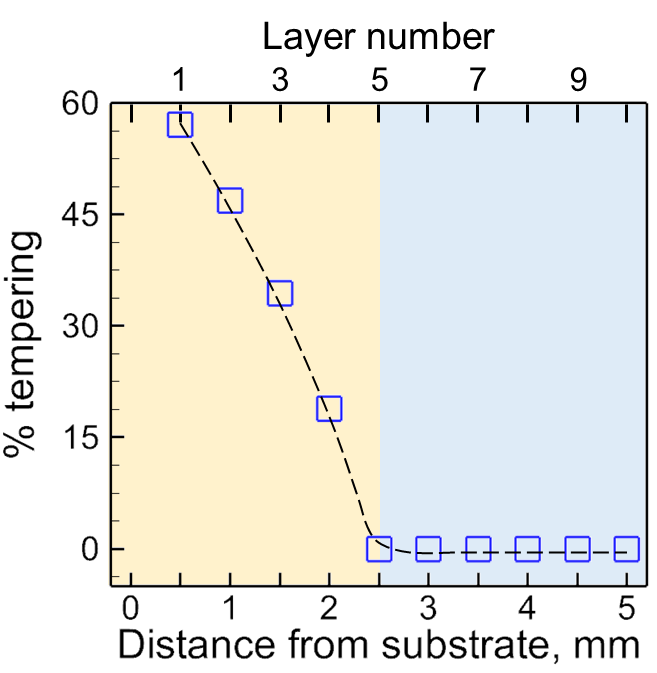 Layer number
1 3 5 7 9
60
45
30
15
0
% tempering
0 1 2 3 4 5
Distance from substrate, mm